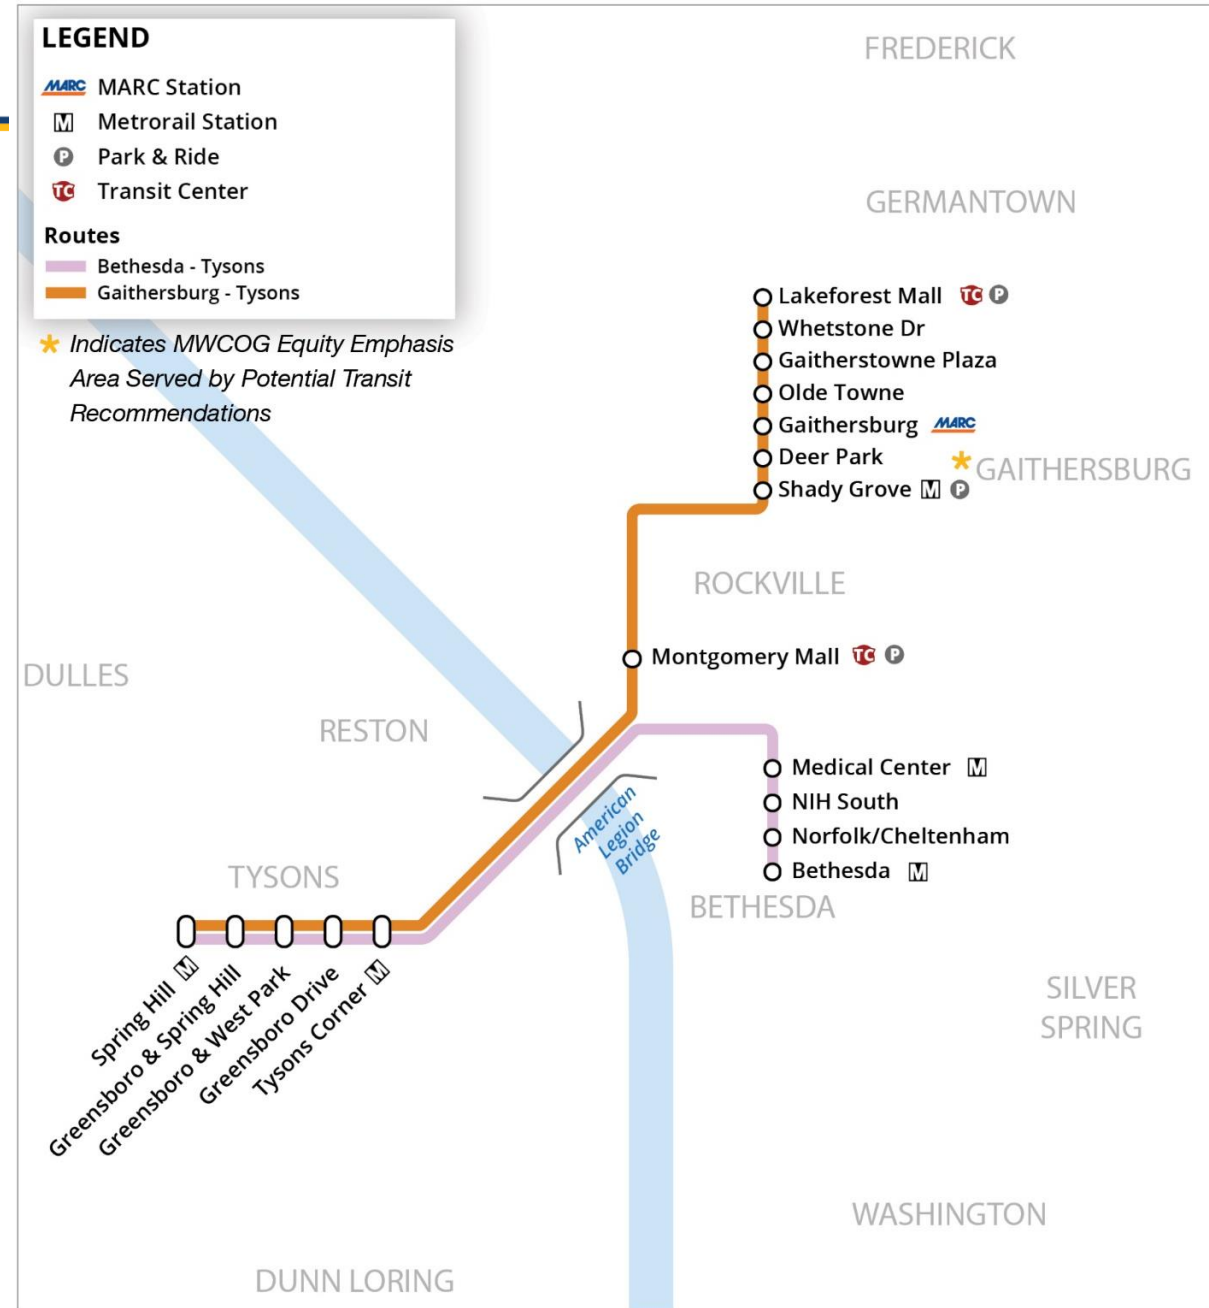 LEGEND
MARC MARC Station
M Metrorail Station
P Park & Ride
TC Transit Center
Routes
Bethesda - Tysons
Gaithersburg - Tysons
* Indicates MWCOG Equity Emphasis
Area Served by Potential Transit
Recommendations
FREDERICK
GERMANTOWN
Lakeforest Mall TC P
Whetstone Dr
Gaitherstowne Plaza
Olde Towne
Gaithersburg MARC
Deer Park
* GAITHERSBURG
Shady Grove M P
ROCKVILLE
Montgomery Mall TC P
DULLES
RESTON
Medical Center M
NIH South
Norfolk/Cheltenham
Bethesda M
American
Legion
Bridge
TYSONS
BETHESDA
Spring Hill M
Greensboro & Spring Hill
Greensboro & West Park
Greensboro Drive
Tysons Corner M
SILVER
SPRING
WASHINGTON
DUNN LORING